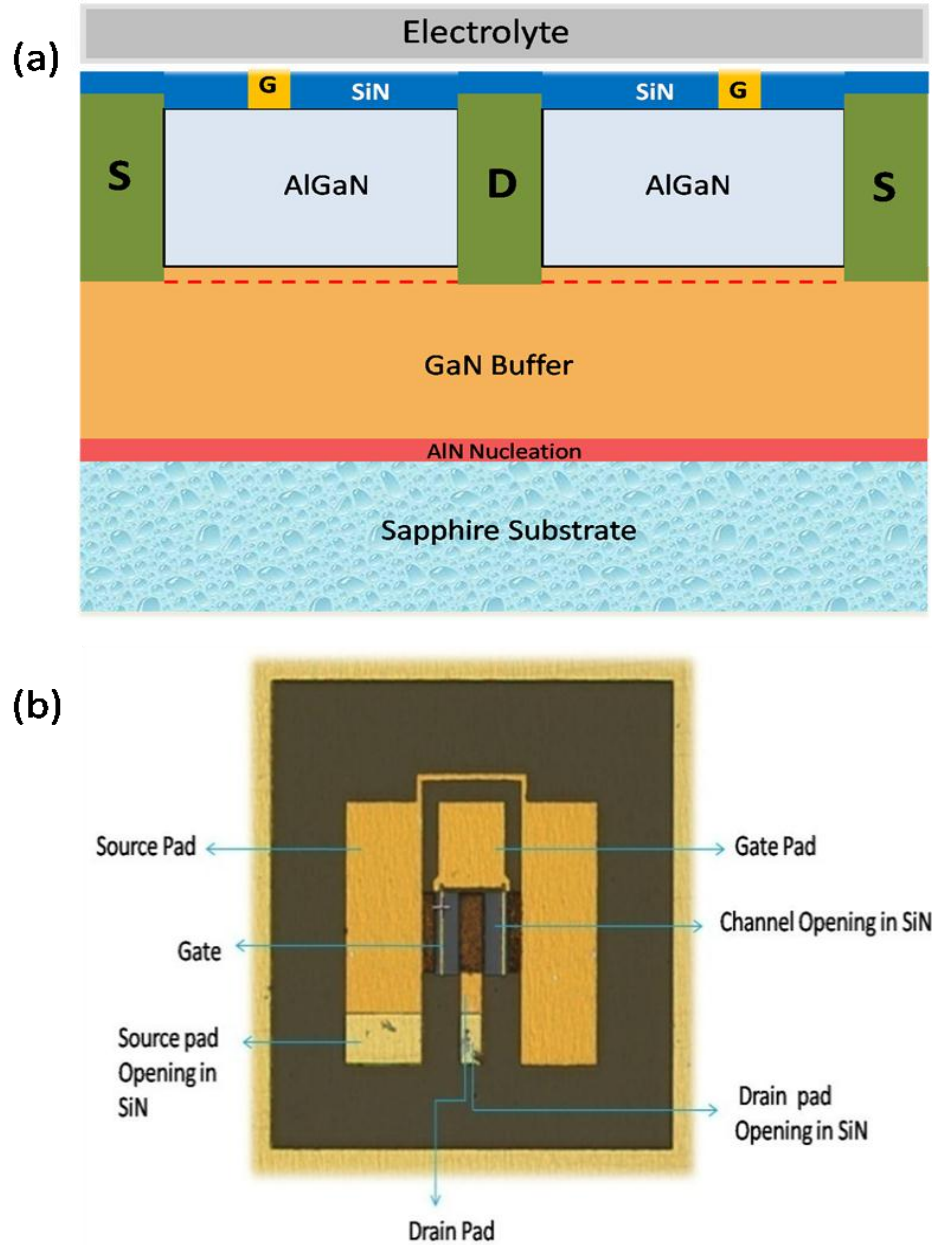 (a)
Electrolyte
G
SiN
SiN
G
S
AlGaN
D
AlGaN
S
GaN Buffer
AlN Nucleation
Sapphire Substrate
(b)
Source Pad
Gate Pad
Channel Opening in SiN
Gate
Source pad
Opening in
SiN
Drain pad
Opening in SiN
Drain Pad